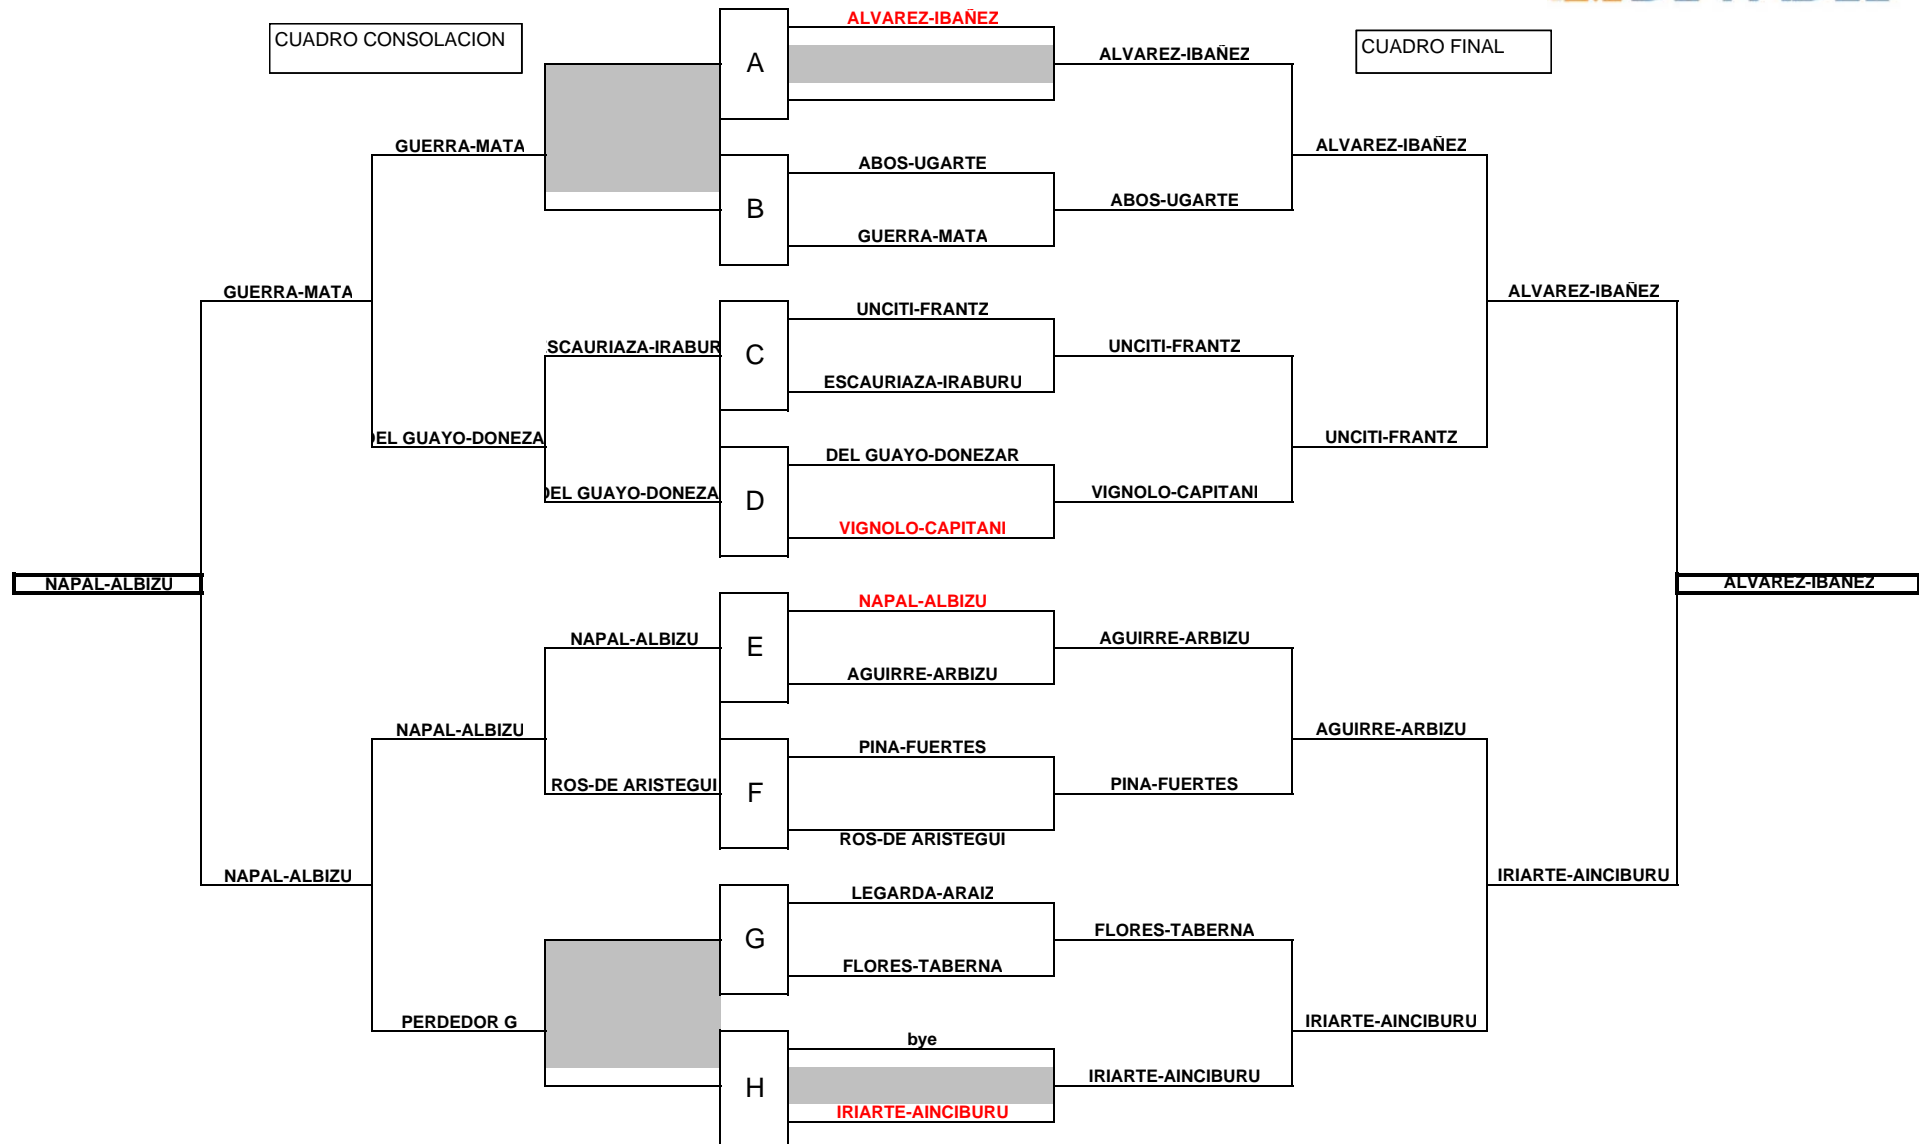 ALVAREZ-IBAÑEZ
CUADRO CONSOLACION
CUADRO FINAL
A
ALVAREZ-IBAÑEZ
GUERRA-MATA
ALVAREZ-IBAÑEZ
ABOS-UGARTE
B
ABOS-UGARTE
GUERRA-MATA
GUERRA-MATA
ALVAREZ-IBAÑEZ
UNCITI-FRANTZ
SCAURIAZA-IRABUR
C
UNCITI-FRANTZ
ESCAURIAZA-IRABURU
DEL GUAYO-DONEZA
UNCITI-FRANTZ
DEL GUAYO-DONEZAR
DEL GUAYO-DONEZA
D
VIGNOLO-CAPITANI
VIGNOLO-CAPITANI
NAPAL-ALBIZU
ALVAREZ-IBAÑEZ
NAPAL-ALBIZU
NAPAL-ALBIZU
E
AGUIRRE-ARBIZU
AGUIRRE-ARBIZU
NAPAL-ALBIZU
AGUIRRE-ARBIZU
PINA-FUERTES
ROS-DE ARISTEGUI
F
PINA-FUERTES
ROS-DE ARISTEGUI
NAPAL-ALBIZU
IRIARTE-AINCIBURU
LEGARDA-ARAIZ
G
FLORES-TABERNA
FLORES-TABERNA
PERDEDOR G
IRIARTE-AINCIBURU
bye
H
IRIARTE-AINCIBURU
IRIARTE-AINCIBURU